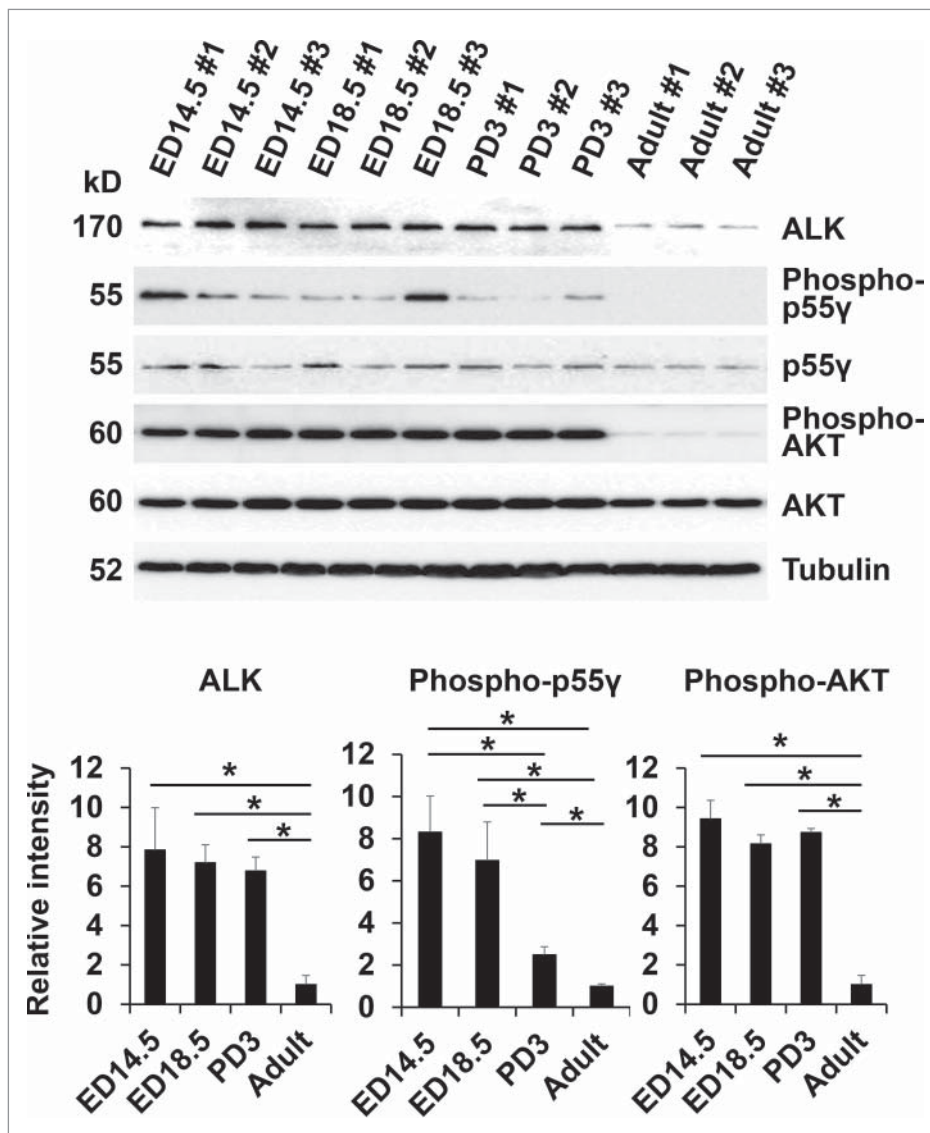 ED14.5 #1 ED14.5 #2 ED14.5 #3 ED18.5 #1 ED18.5 #2 ED18.5 #3 PD3 #1 PD3 #2 PD3 #3 Adult #1 Adult #2 Adult #3
kD
170 ALK
55 Phospho-
p55γ
55 p55γ
60 Phospho-
AKT
60 AKT
52 Tubulin
ALK
Relative intensity
12
10
8
6
4
2
0
*
*
*
ED14.5 ED18.5 PD3 Adult
Phospho-p55γ
12
10
8
6
4
2
0
*
*
*
*
*
ED14.5 ED18.5 PD3 Adult
Phospho-AKT
12
10
8
6
4
2
0
*
*
*
ED14.5 ED18.5 PD3 Adult